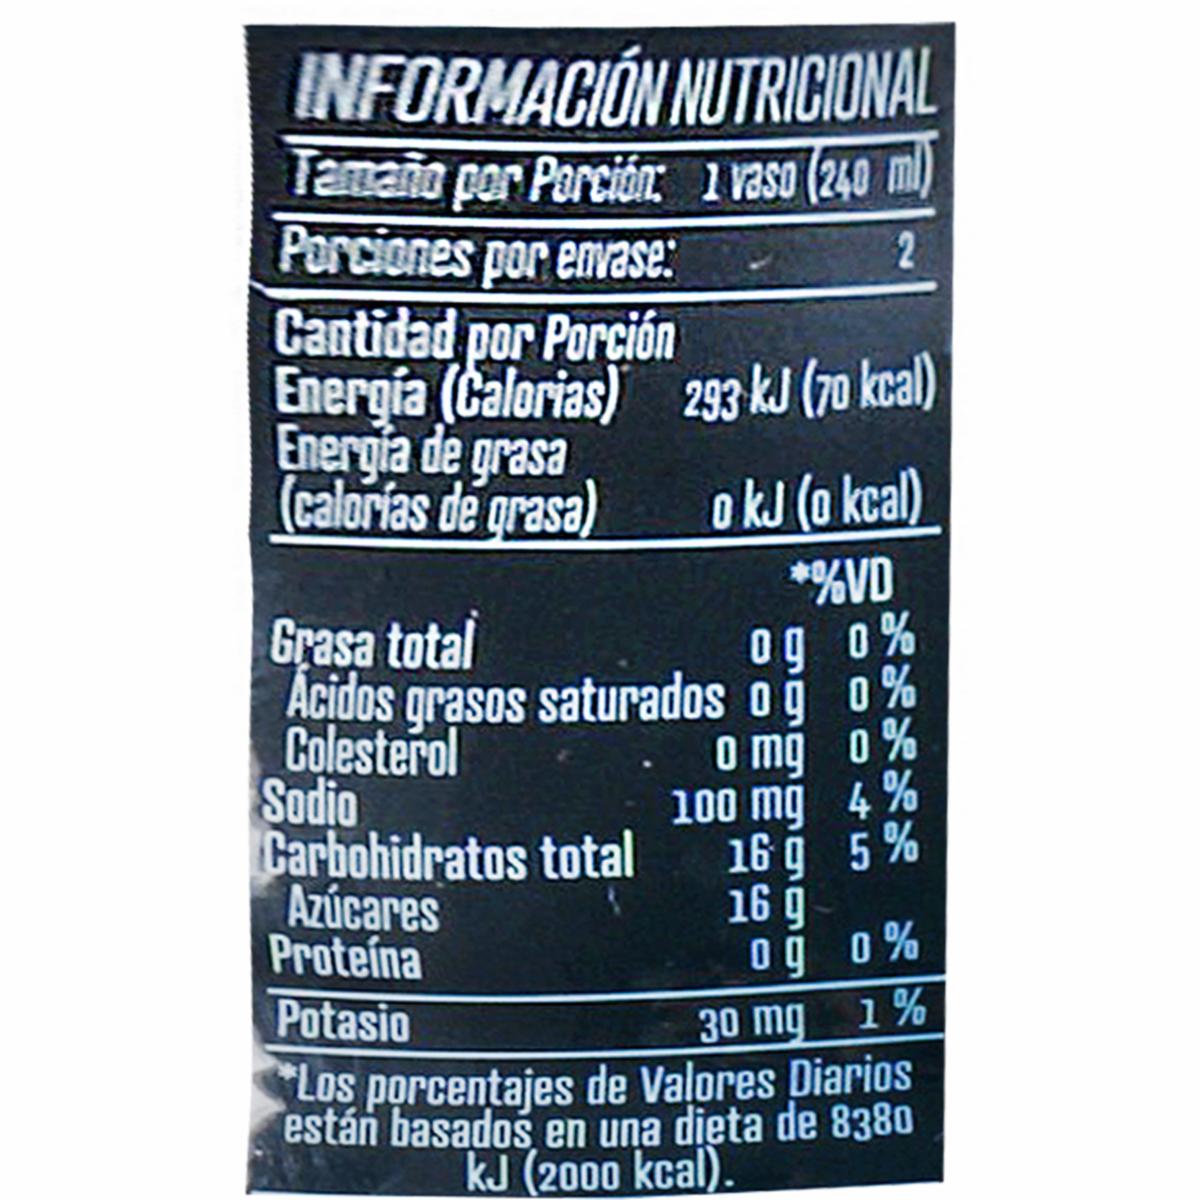 INFORMACIÓN NUTRICIONAL
Tamaño por Porción: 1 vaso (240 ml)
Porciones por envase: 2
Cantidad por Porción
Energía (Calorías) 293 kJ (70 kcal)
Energía de grasa
(calorías de grasa) 0 kJ (0 kcal)
*%VD
Grasa total 0 g 0 %
Ácidos grasos saturados 0 g 0 %
Colesterol 0 mg 0 %
Sodio 100 mg 4 %
Carbohidratos total 16 g 5 %
Azúcares 16 g
Proteína 0 g 0 %
Potasio 30 mg 1 %
*Los porcentajes de Valores Diarios
están basados en una dieta de 8380
kJ (2000 kcal).